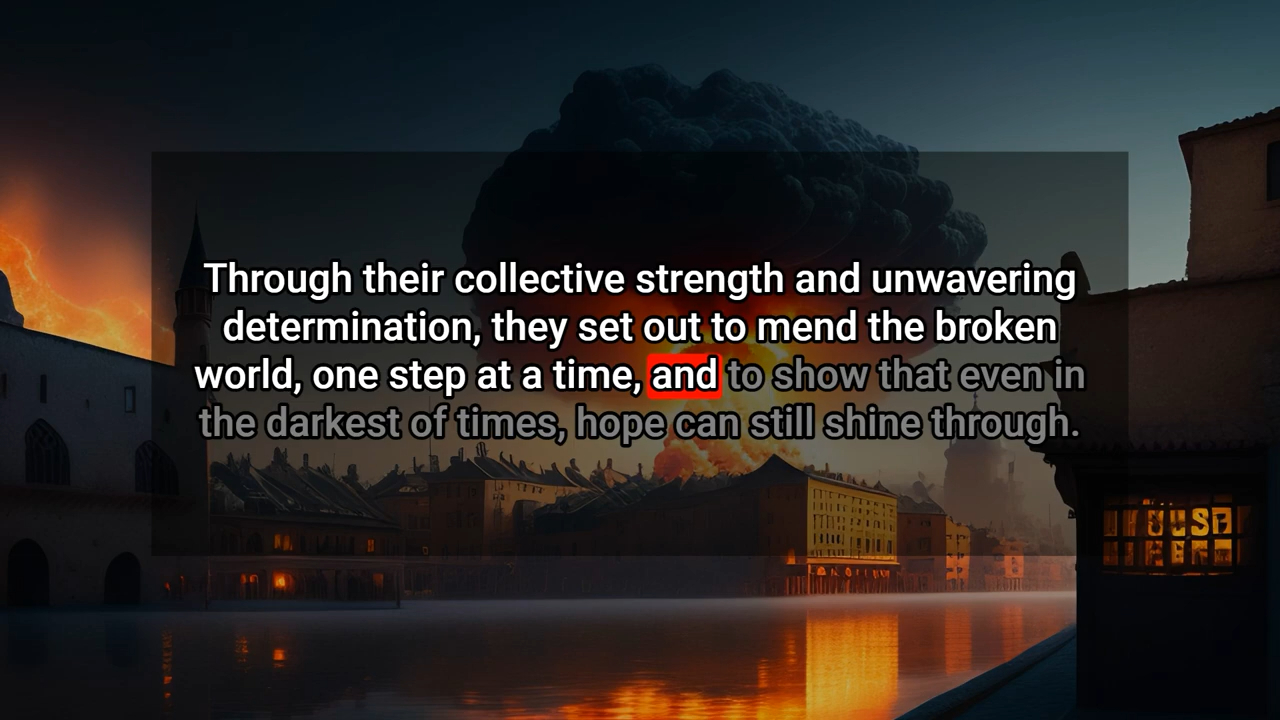 Through their collective strength and unwavering
determination, they set out to mend the broken
world, one step at a time, and to show that even in
the darkest of times, hope can still shine through.